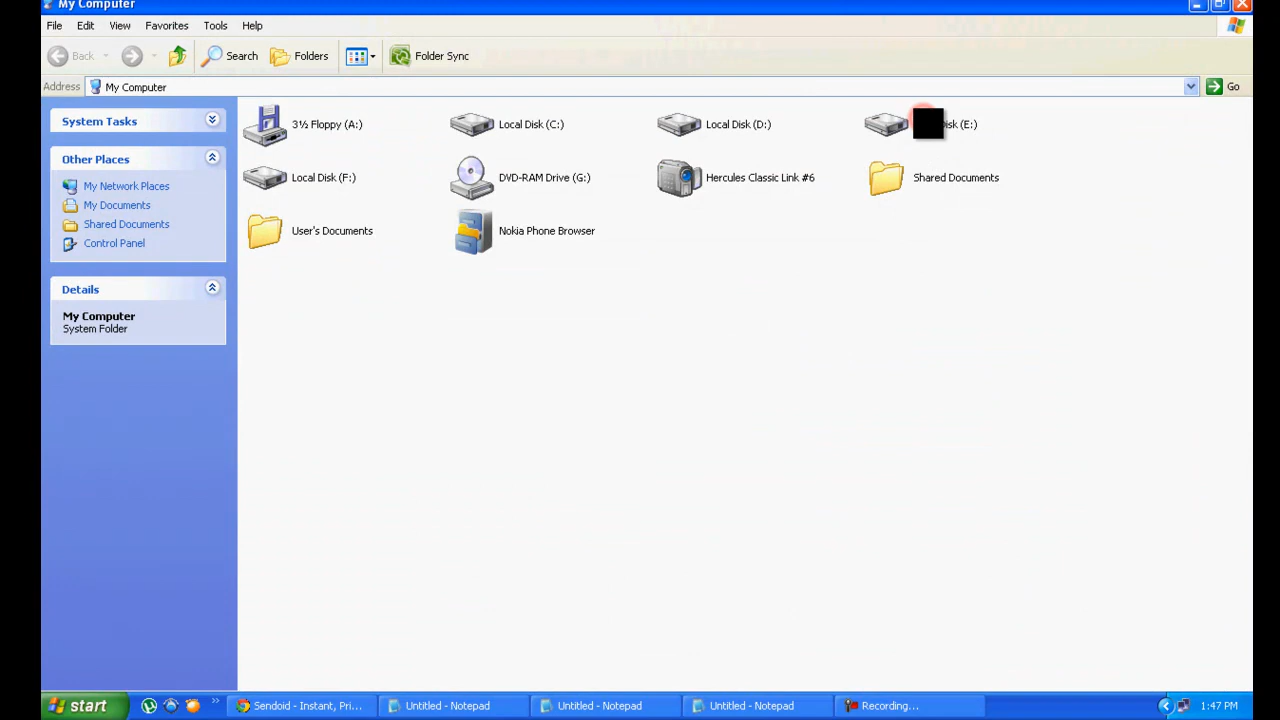 My Computer
File Edit View Favorites Tools Help
Back Search Folders Folder Sync
Address My Computer Go
System Tasks
Other Places
My Network Places
My Documents
Shared Documents
Control Panel
Details
My Computer
System Folder
3½ Floppy (A:) Local Disk (C:) Local Disk (D:) (E:)
Local Disk (F:) DVD-RAM Drive (G:) Hercules Classic Link #6 Shared Documents
User's Documents Nokia Phone Browser
start Sendoid - Instant, Pri... Untitled - Notepad Untitled - Notepad Untitled - Notepad Recording... 1:47 PM